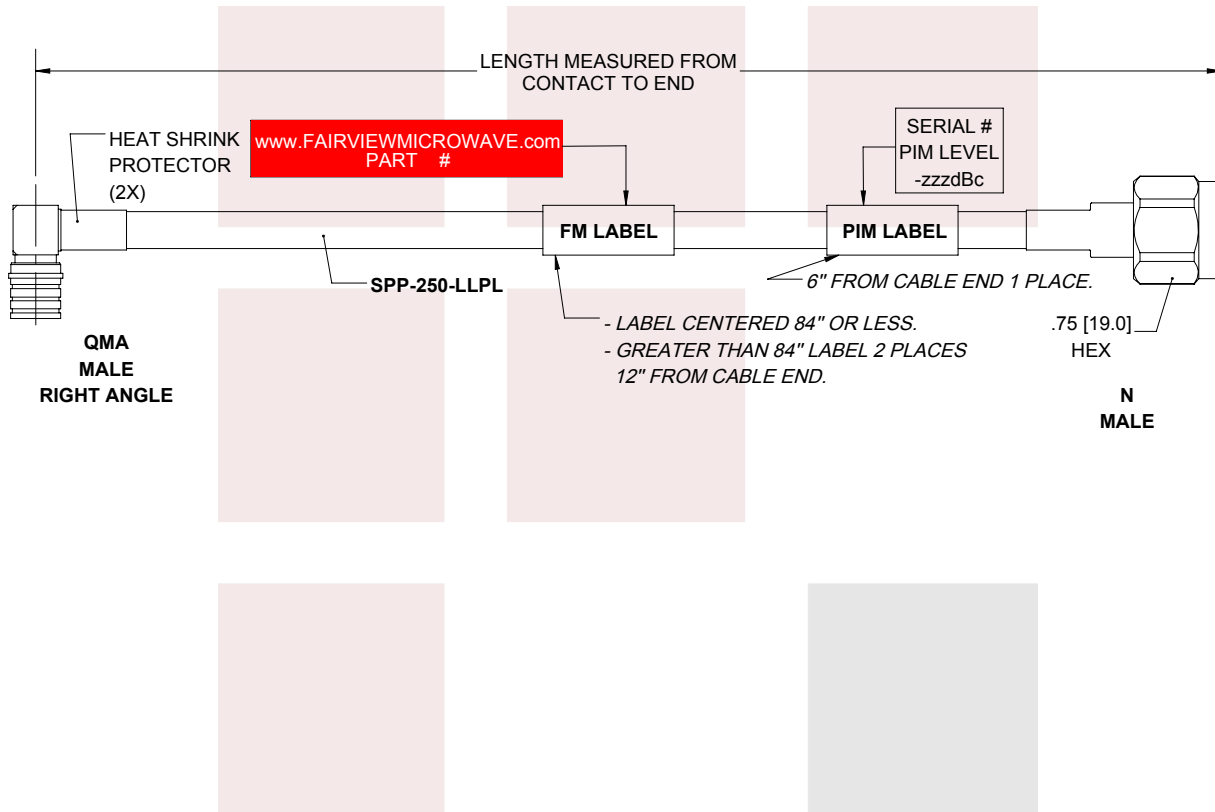 LENGTH MEASURED FROM
CONTACT TO END
HEAT SHRINK
PROTECTOR
(2X)
www.FAIRVIEWMICROWAVE.com
PART #
SERIAL #
PIM LEVEL
-zzzdBc
FM LABEL
PIM LABEL
SPP-250-LLPL
6" FROM CABLE END 1 PLACE.
- LABEL CENTERED 84" OR LESS.
- GREATER THAN 84" LABEL 2 PLACES
12" FROM CABLE END.
.75 [19.0]
HEX
QMA
MALE
RIGHT ANGLE
N
MALE